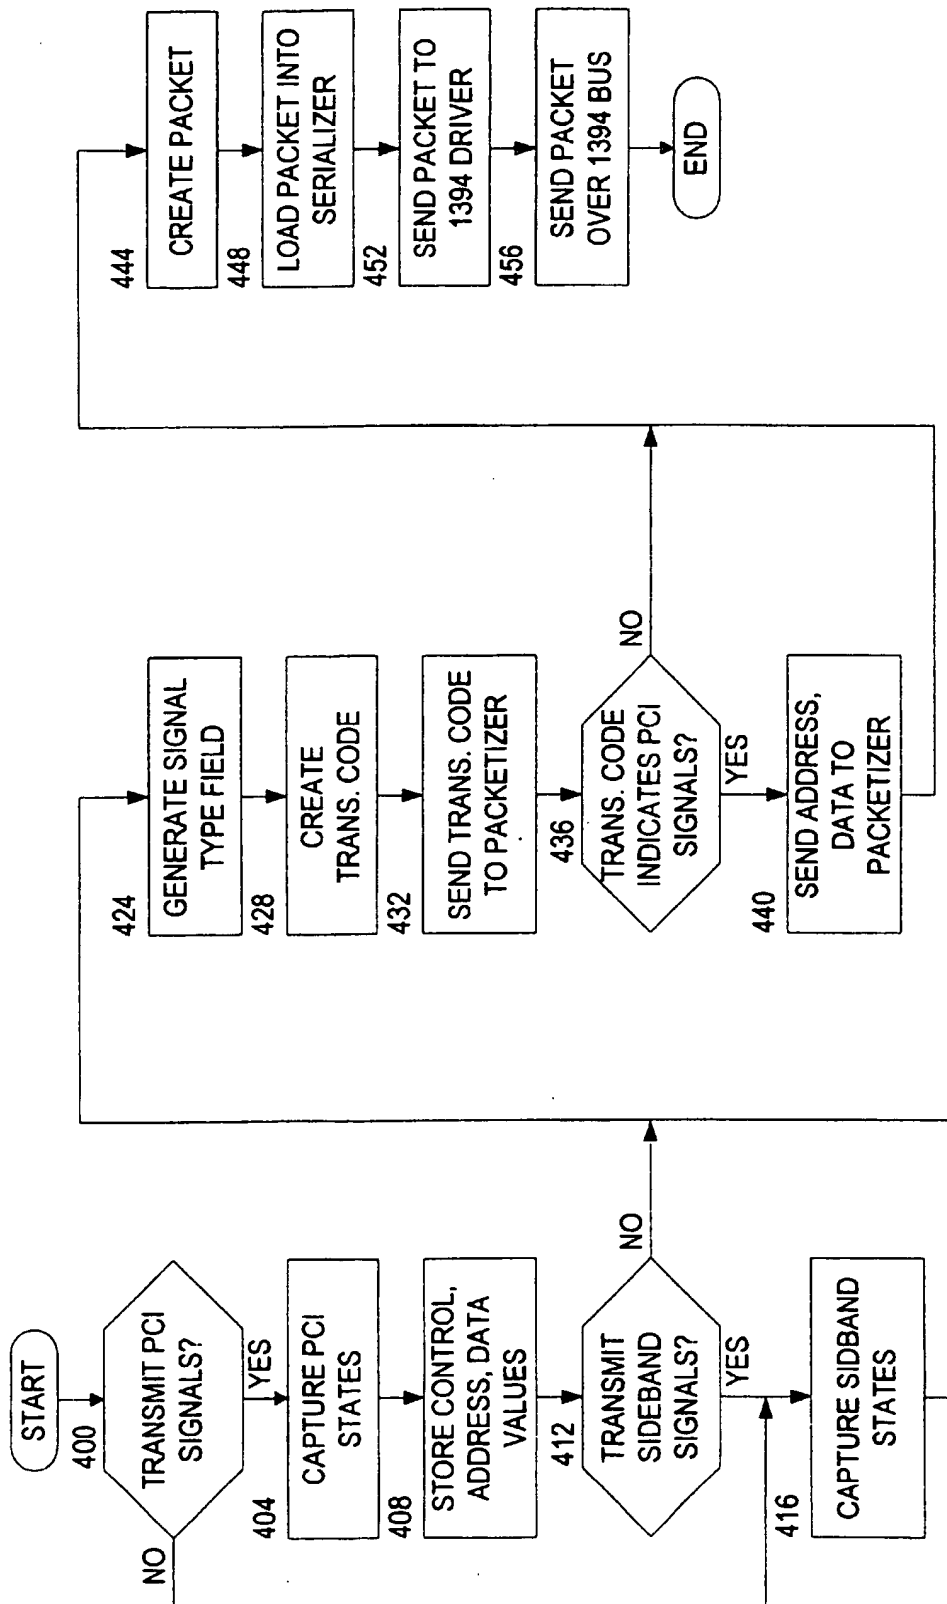 START
400
TRANSMIT PCI
SIGNALS?
NO
YES
404
CAPTURE PCI
STATES
408
STORE CONTROL,
ADDRESS, DATA
VALUES
412
TRANSMIT
SIDEBAND
SIGNALS?
NO
YES
416
CAPTURE SIDBAND
STATES
424
GENERATE SIGNAL
TYPE FIELD
428
CREATE
TRANS. CODE
432
SEND TRANS. CODE
TO PACKETIZER
436
TRANS. CODE
INDICATES PCI
SIGNALS?
NO
YES
440
SEND ADDRESS,
DATA TO
PACKETIZER
444
CREATE PACKET
448
LOAD PACKET INTO
SERIALIZER
452
SEND PACKET TO
1394 DRIVER
456
SEND PACKET
OVER 1394 BUS
END